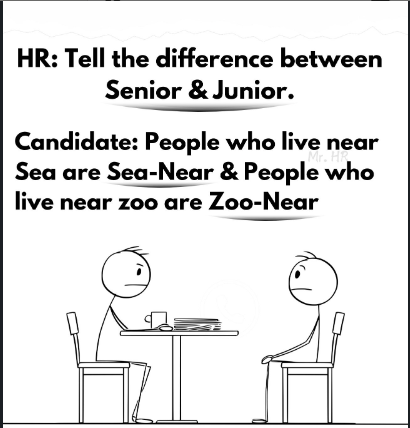 HR: Tell the difference between
Senior & Junior.
Candidate: People who live near
Mr. HR
Sea are Sea-Near & People who
live near zoo are Zoo-Near